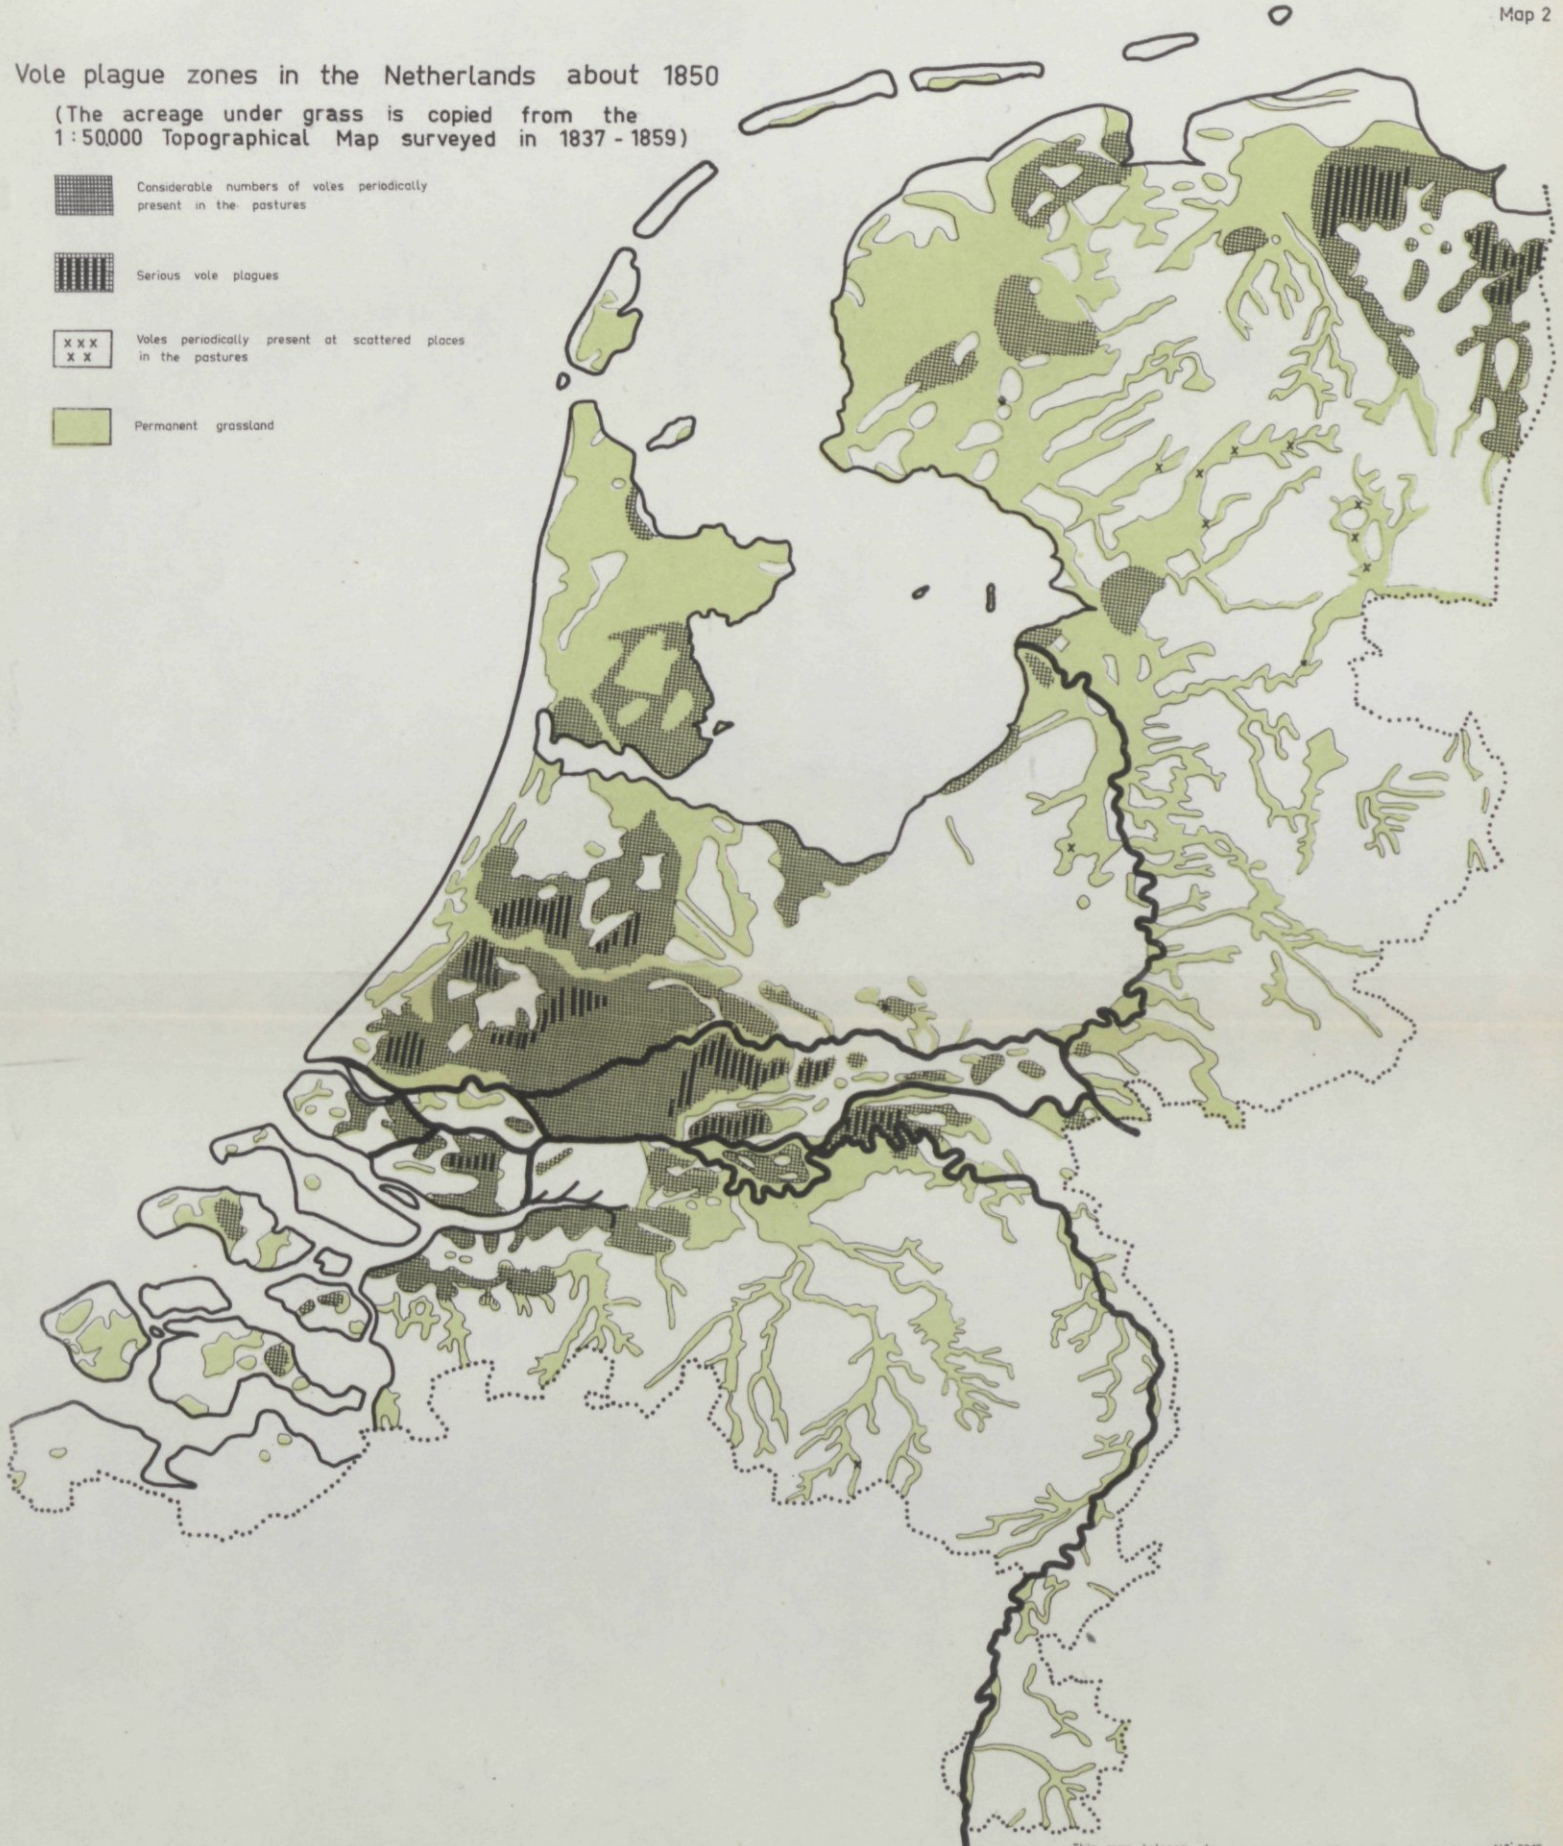 Map 2
Vole plague zones in the Netherlands about 1850
(The acreage under grass is copied from the
1:50.000 Topographical Map surveyed in 1837 - 1859)
Considerable numbers of voles periodically
present in the pastures
Serious vole plagues
x x x
x x
Voles periodically present at scattered places
in the pastures
Permanent grassland